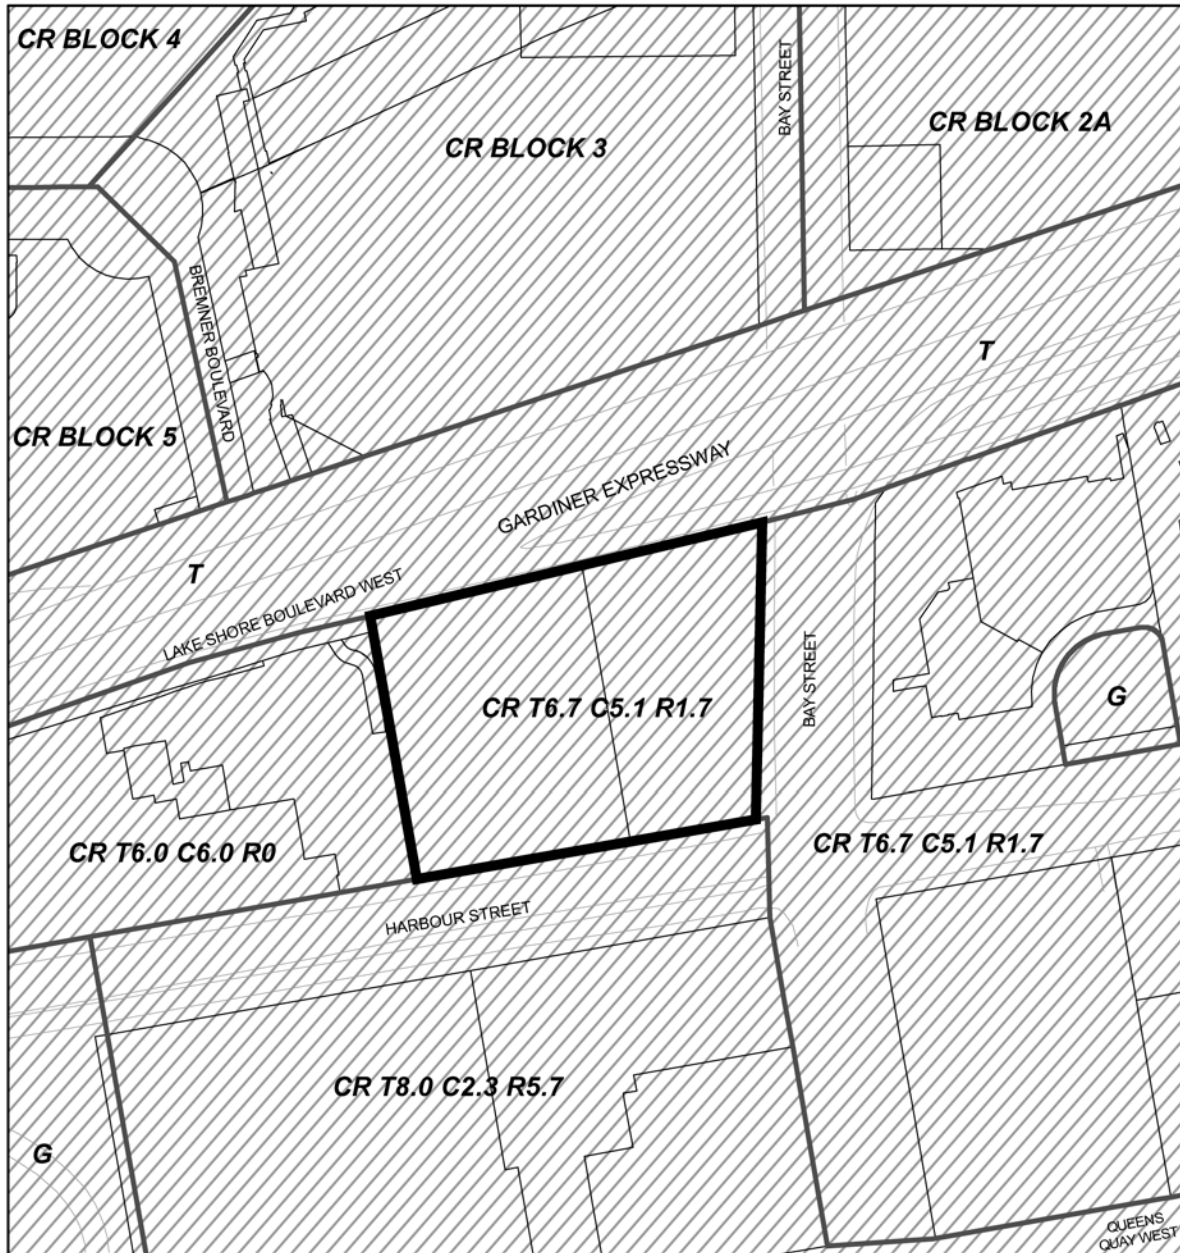 CR BLOCK 4
BAY STREET
CR BLOCK 2A
CR BLOCK 3
BREMNER BOULEVARD
T
CR BLOCK 5
GARDINER EXPRESSWAY
T
LAKE SHORE BOULEVARD WEST
BAY STREET
G
CR T6.7 C5.1 R1.7
CR T6.0 C6.0 R0
CR T6.7 C5.1 R1.7
HARBOUR STREET
CR T8.0 C2.3 R5.7
G
QUEENS
QUAY WEST